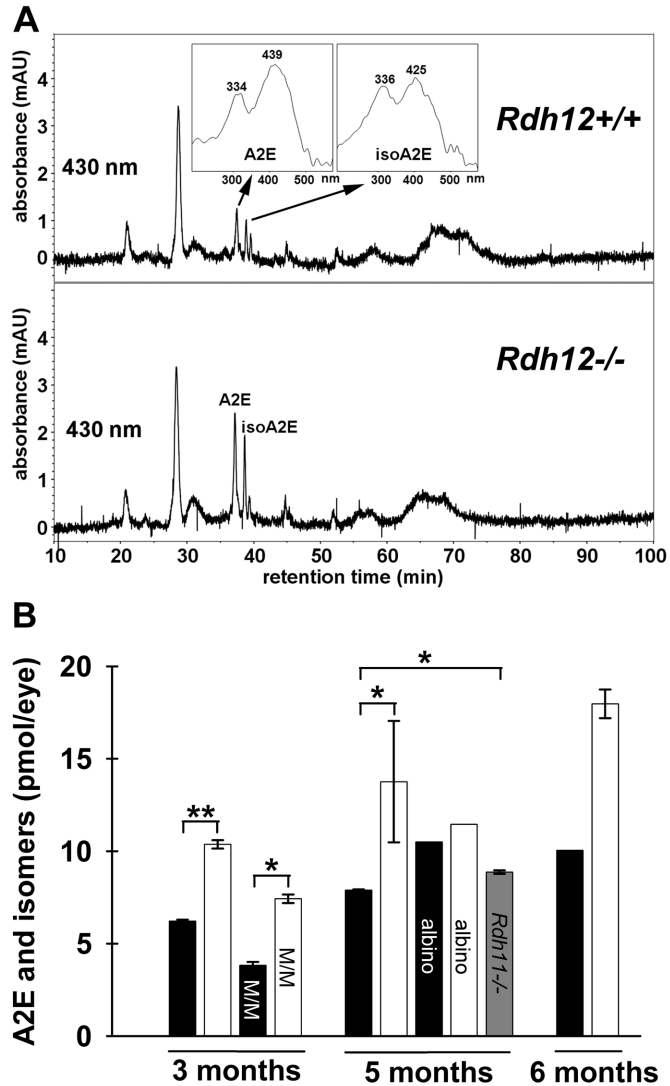 A
absorbance (mAU)
4
3
2
1
0
430 nm
334
439
A2E
300 400 500 nm
336
425
isoA2E
300 400 500 nm
Rdh12+/+
absorbance (mAU)
4
3
2
1
0
430 nm
A2E
isoA2E
Rdh12-/-
10 20 30 40 50 60 70 80 90 100
retention time (min)
B
A2E and isomers (pmol/eye)
20
15
10
5
0
**
*
*
*
M/M
M/M
albino
albino
Rdh11-/-
3 months
5 months
6 months